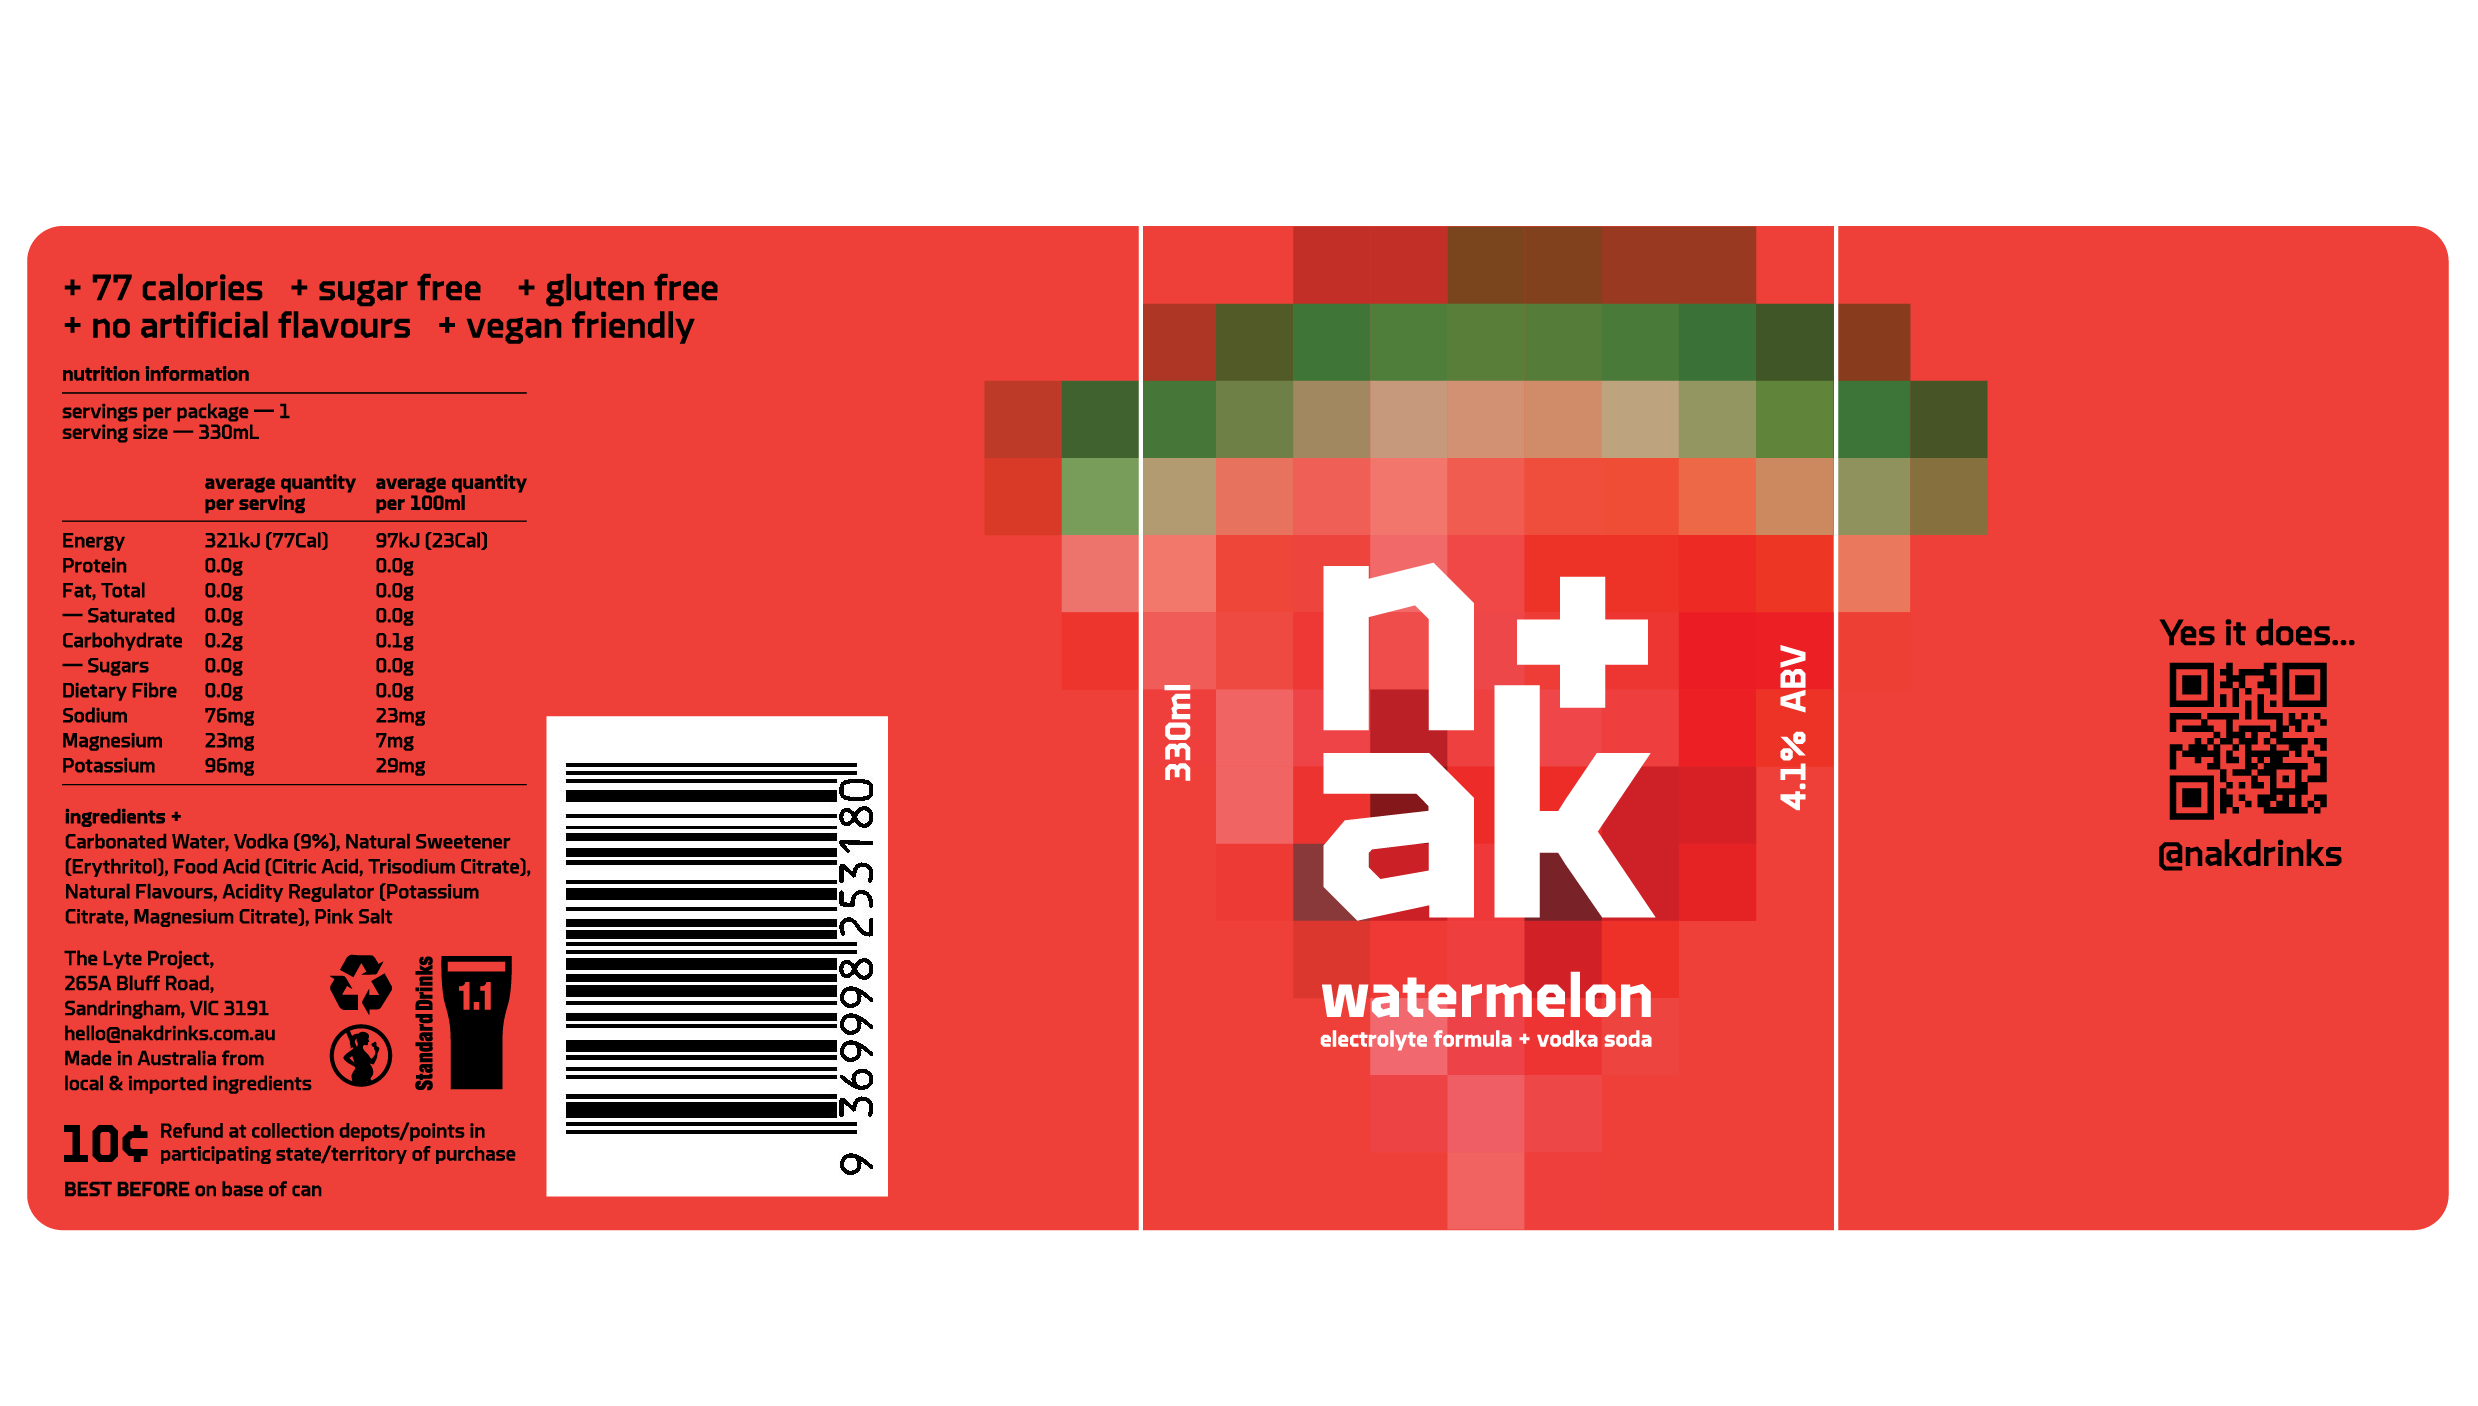 + 77 calories + sugar free + gluten free
+ no artificial flavours + vegan friendly
nutrition information
servings per package — 1
serving size — 330mL
average quantity per serving average quantity per 100ml
Energy 321kJ (77Cal) 97kJ (23Cal)
Protein 0.0g 0.0g
Fat, Total 0.0g 0.0g
— Saturated 0.0g 0.0g
Carbohydrate 0.2g 0.1g
— Sugars 0.0g 0.0g
Dietary Fibre 0.0g 0.0g
Sodium 76mg 23mg
Magnesium 23mg 7mg
Potassium 96mg 29mg
ingredients +
Carbonated Water, Vodka (9%), Natural Sweetener
(Erythritol), Food Acid (Citric Acid, Trisodium Citrate),
Natural Flavours, Acidity Regulator (Potassium
Citrate, Magnesium Citrate), Pink Salt
The Lyte Project,
265A Bluff Road,
Sandringham, VIC 3191
hello@nakdrinks.com.au
Made in Australia from
local & imported ingredients
Standard Drinks
1.1
10¢ Refund at collection depots/points in
participating state/territory of purchase
BEST BEFORE on base of can
9 369998 253180
330ml
n+
ak
4.1% ABV
watermelon
electrolyte formula + vodka soda
Yes it does...
@nakdrinks